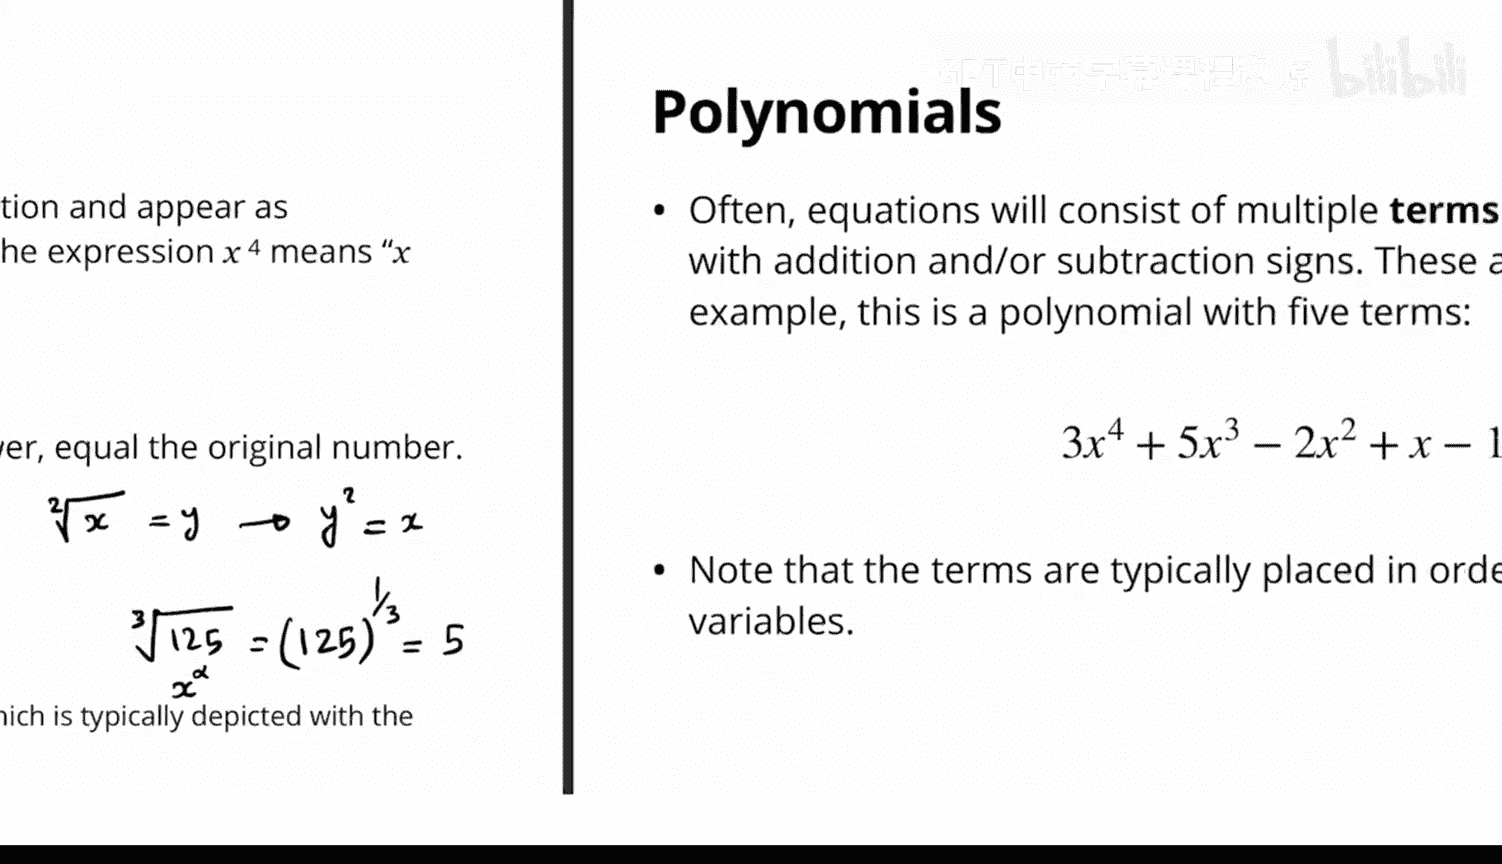 tion and appear as
he expression x 4 means “x
er, equal the original number.
²√x = y → y² = x
³√125 = (125)^1/3 = 5
x^α
hich is typically depicted with the
bilibili
Polynomials
• Often, equations will consist of multiple terms
with addition and/or subtraction signs. These a
example, this is a polynomial with five terms:
3x⁴ + 5x³ − 2x² + x − 1
• Note that the terms are typically placed in orde
variables.